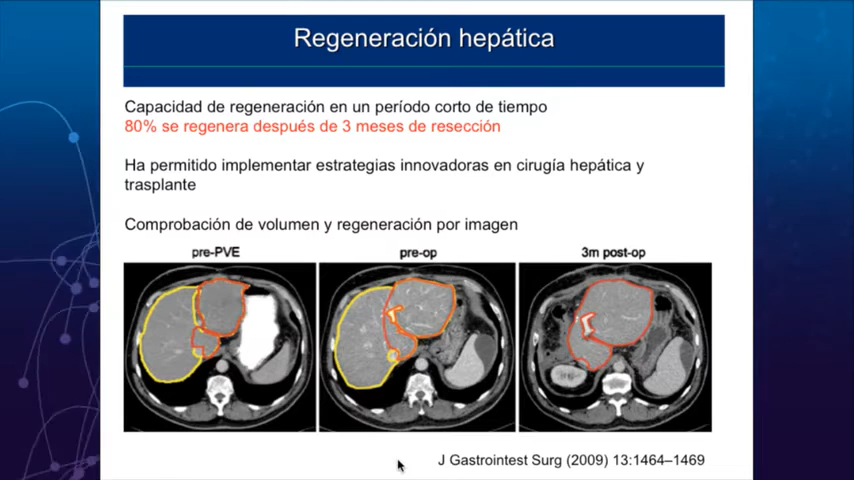 Regeneración hepática
Capacidad de regeneración en un período corto de tiempo
80% se regenera después de 3 meses de resección
Ha permitido implementar estrategias innovadoras en cirugía hepática y
trasplante
Comprobación de volumen y regeneración por imagen
pre-PVE pre-op 3m post-op
J Gastrointest Surg (2009) 13:1464–1469